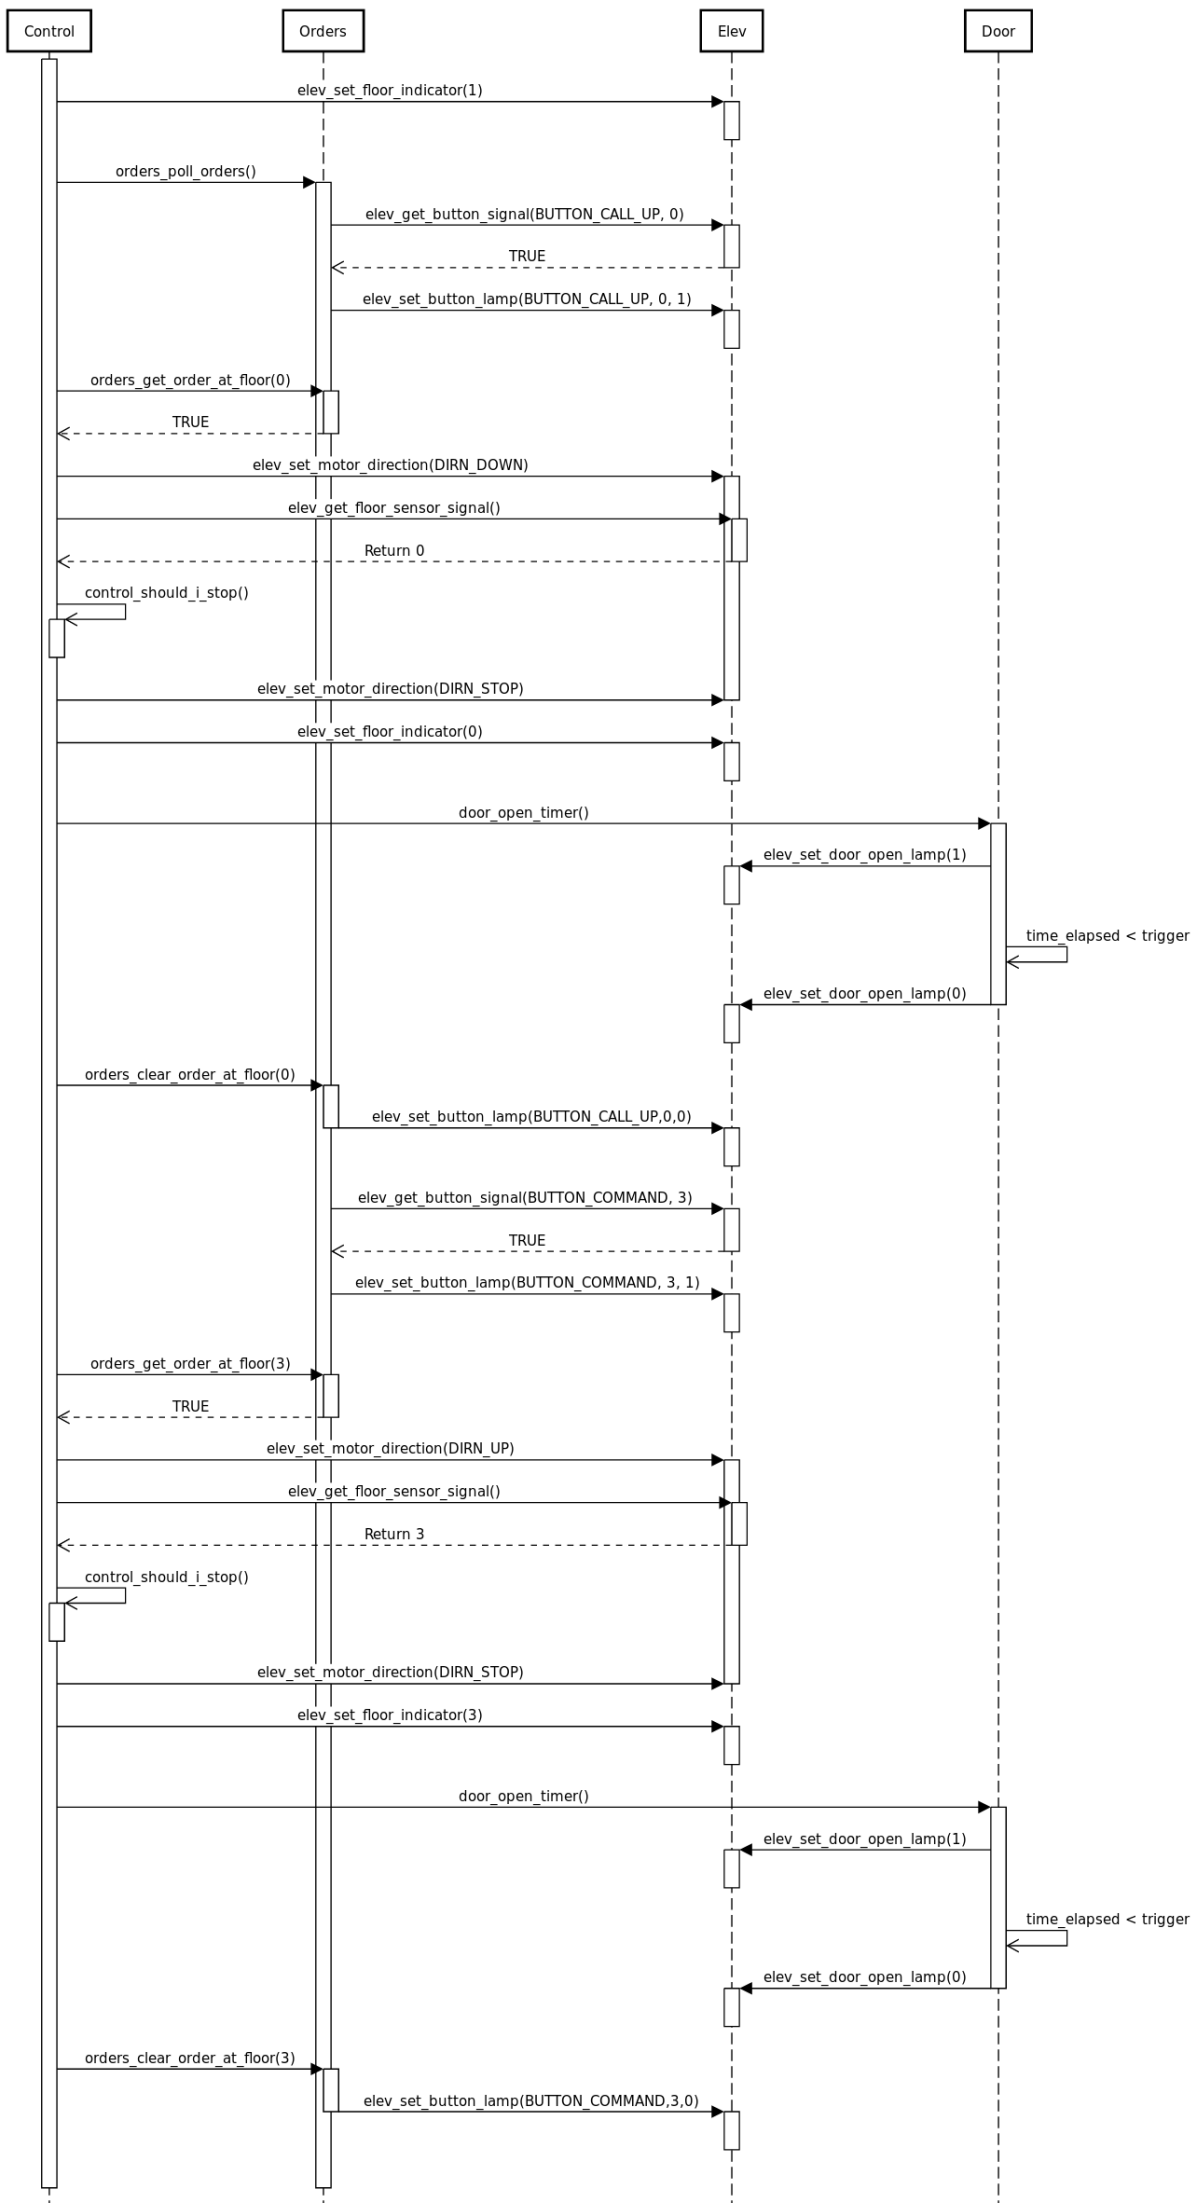 Control
Orders
Elev
Door
elev_set_floor_indicator(1)
orders_poll_orders()
elev_get_button_signal(BUTTON_CALL_UP, 0)
TRUE
elev_set_button_lamp(BUTTON_CALL_UP, 0, 1)
orders_get_order_at_floor(0)
TRUE
elev_set_motor_direction(DIRN_DOWN)
elev_get_floor_sensor_signal()
Return 0
control_should_i_stop()
elev_set_motor_direction(DIRN_STOP)
elev_set_floor_indicator(0)
door_open_timer()
elev_set_door_open_lamp(1)
time_elapsed < trigger
elev_set_door_open_lamp(0)
orders_clear_order_at_floor(0)
elev_set_button_lamp(BUTTON_CALL_UP,0,0)
elev_get_button_signal(BUTTON_COMMAND, 3)
TRUE
elev_set_button_lamp(BUTTON_COMMAND, 3, 1)
orders_get_order_at_floor(3)
TRUE
elev_set_motor_direction(DIRN_UP)
elev_get_floor_sensor_signal()
Return 3
control_should_i_stop()
elev_set_motor_direction(DIRN_STOP)
elev_set_floor_indicator(3)
door_open_timer()
elev_set_door_open_lamp(1)
time_elapsed < trigger
elev_set_door_open_lamp(0)
orders_clear_order_at_floor(3)
elev_set_button_lamp(BUTTON_COMMAND,3,0)